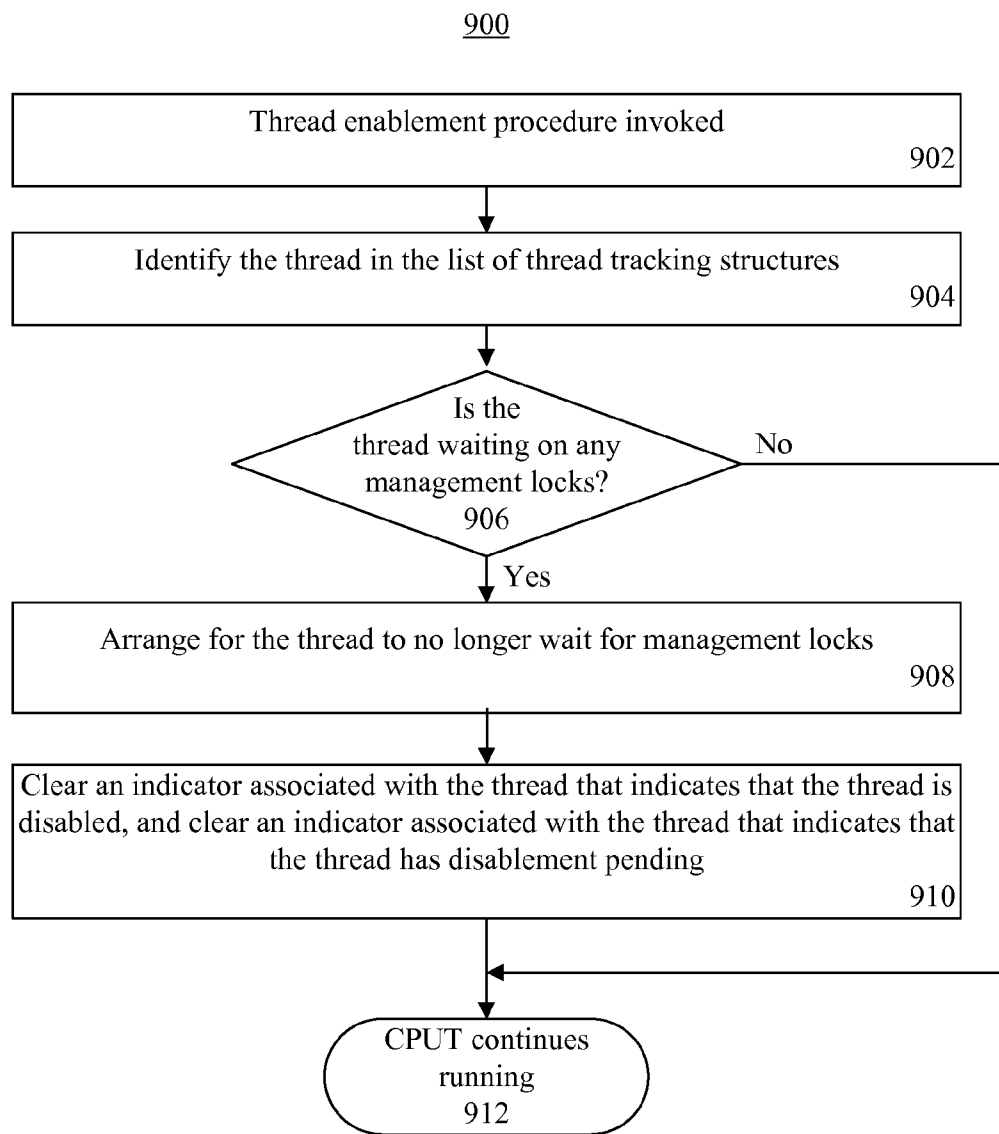 900
Thread enablement procedure invoked
902
Identify the thread in the list of thread tracking structures
904
Is the
thread waiting on any
management locks?
906
No
Yes
Arrange for the thread to no longer wait for management locks
908
Clear an indicator associated with the thread that indicates that the thread is
disabled, and clear an indicator associated with the thread that indicates that
the thread has disablement pending
910
CPUT continues
running
912